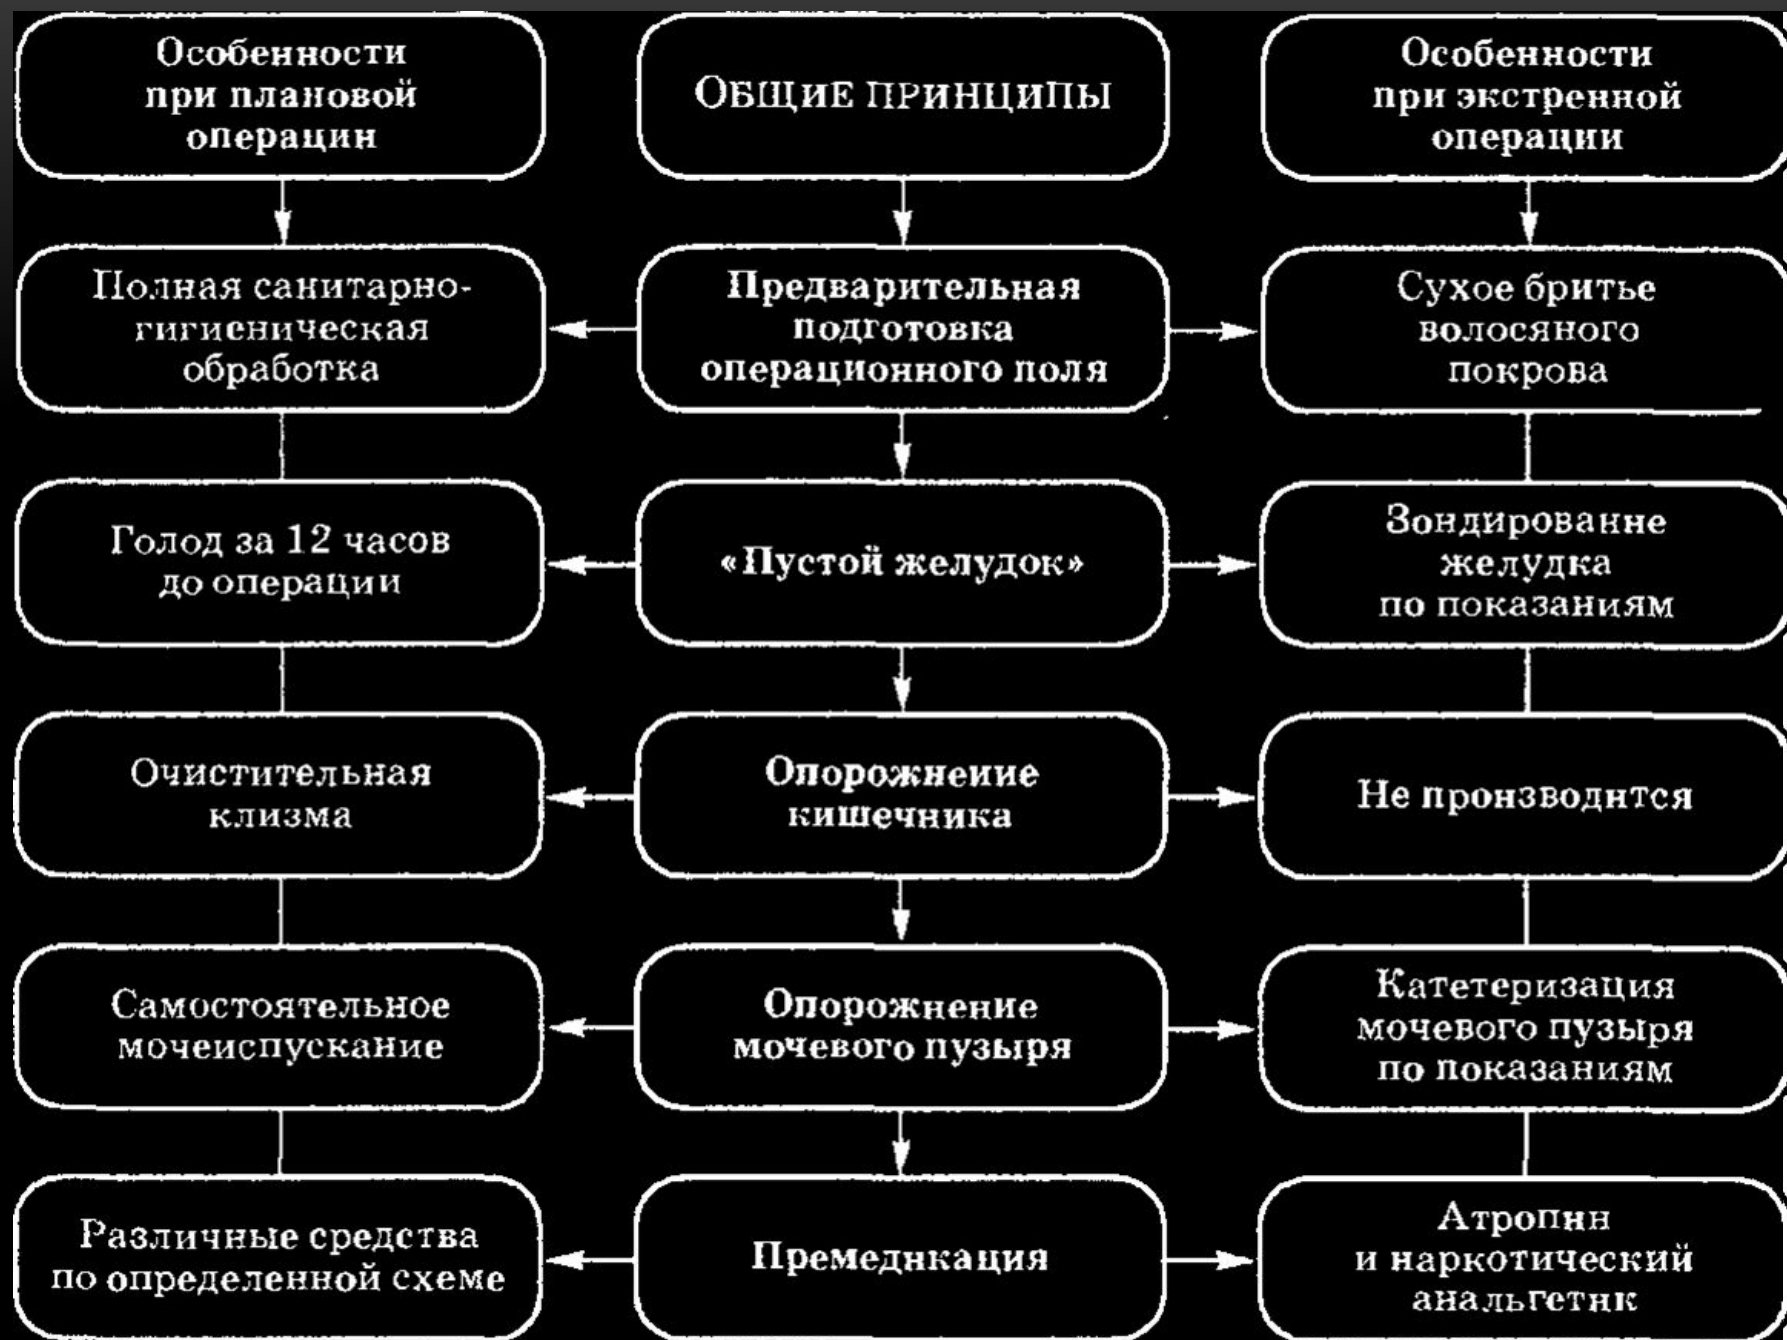 Особенности
при плановой
операции
ОБЩИЕ ПРИНЦИПЫ
Особенности
при экстренной
операции
Полная санитарно-
гигиеническая
обработка
Предварительная
подготовка
операционного поля
Сухое бритье
волосяного
покрова
Голод за 12 часов
до операции
«Пустой желудок»
Зондирование
желудка
по показаниям
Очистительная
клизма
Опорожнение
кишечника
Не производится
Самостоятельное
мочеиспускание
Опорожнение
мочевого пузыря
Катетеризация
мочевого пузыря
по показаниям
Различные средства
по определенной схеме
Премедикация
Атропин
и наркотический
анальгетик